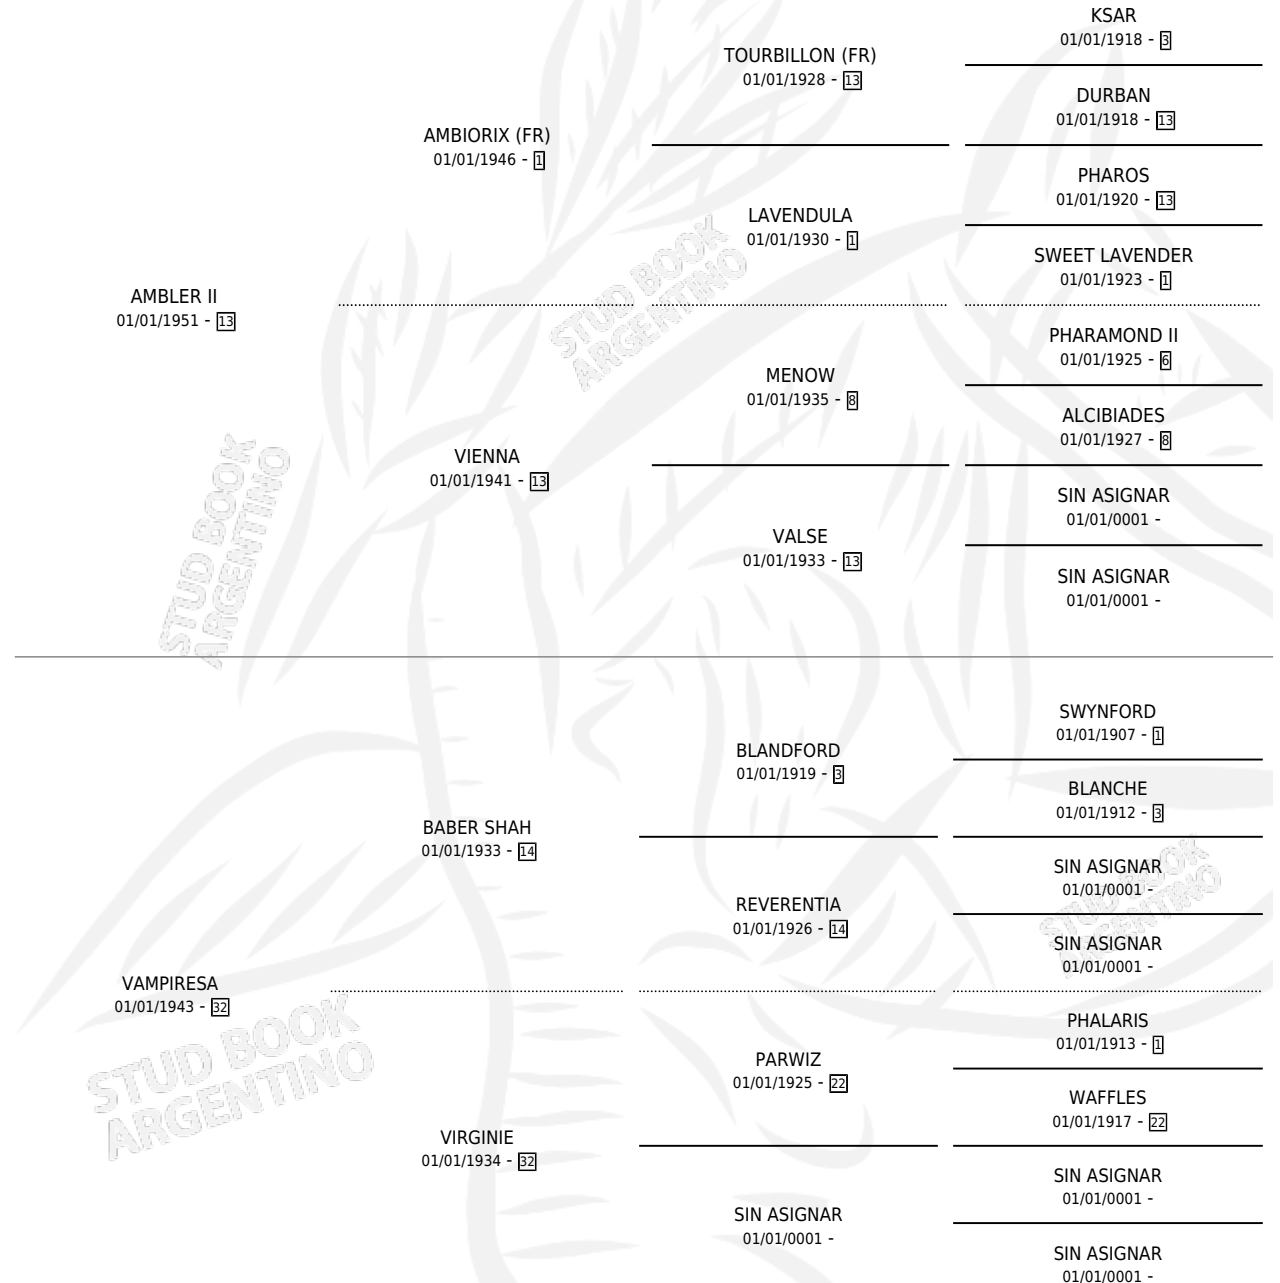 KSAR
01/01/1918 - 3
TOURBILLON (FR)
01/01/1928 - 13
DURBAN
01/01/1918 - 13
AMBIORIX (FR)
01/01/1946 - 1
PHAROS
01/01/1920 - 13
LAVENDULA
01/01/1930 - 1
SWEET LAVENDER
01/01/1923 - 1
STUD BOOK
ARGENTINO
AMBLER II
01/01/1951 - 13
PHARAMOND II
01/01/1925 - 6
MENOW
01/01/1935 - 8
ALCIBIADES
01/01/1927 - 8
VIENNA
01/01/1941 - 13
SIN ASIGNAR
01/01/0001 -
VALSE
01/01/1933 - 13
SIN ASIGNAR
01/01/0001 -
STUD BOOK
ARGENTINO
SWYNFORD
01/01/1907 - 1
BLANDFORD
01/01/1919 - 3
BLANCHE
01/01/1912 - 3
BABER SHAH
01/01/1933 - 14
SIN ASIGNAR
01/01/0001 -
REVERENTIA
01/01/1926 - 14
STUD BOOK
ARGENTINO
SIN ASIGNAR
01/01/0001 -
VAMPIRESA
01/01/1943 - 32
PHALARIS
01/01/1913 - 1
STUD BOOK
ARGENTINO
PARWIZ
01/01/1925 - 22
WAFFLES
01/01/1917 - 22
VIRGINIE
01/01/1934 - 32
SIN ASIGNAR
01/01/0001 -
SIN ASIGNAR
01/01/0001 -
SIN ASIGNAR
01/01/0001 -